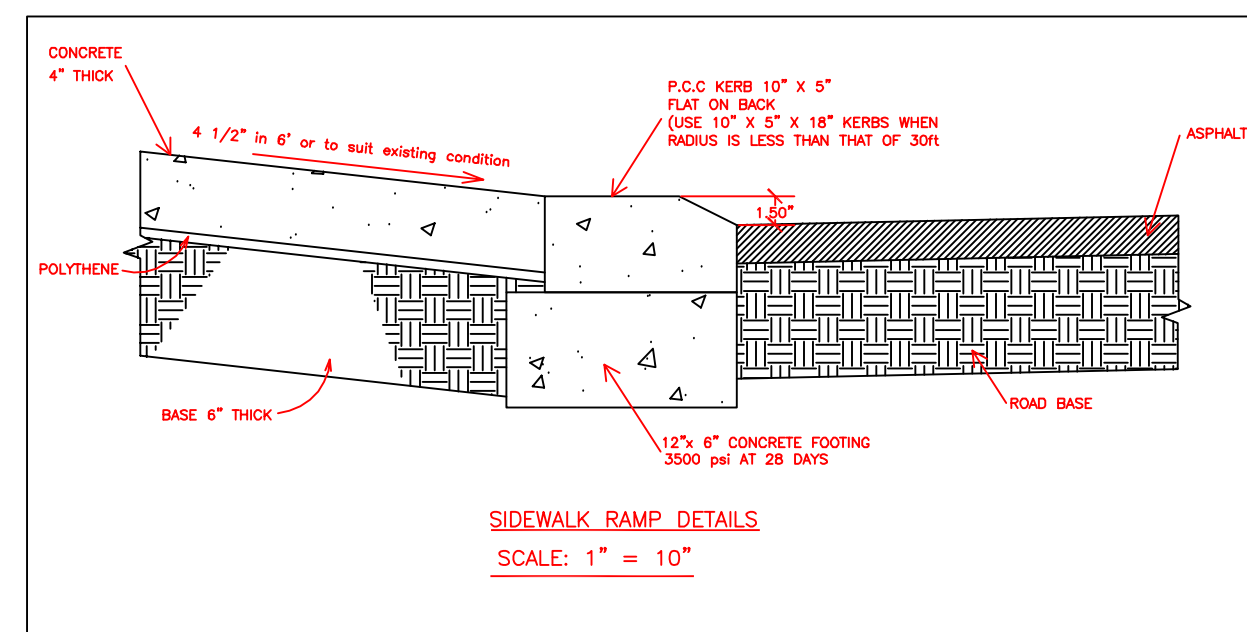 CONCRETE
4" THICK
4 1/2" in 6' or to suit existing condition
P.C.C KERB 10" X 5"
FLAT ON BACK
(USE 10" X 5" X 18" KERBS WHEN
RADIUS IS LESS THAN THAT OF 30ft
ASPHALT
1.50"
POLYTHENE
BASE 6" THICK
ROAD BASE
12"x 6" CONCRETE FOOTING
3500 psi AT 28 DAYS
SIDEWALK RAMP DETAILS
SCALE: 1" = 10"